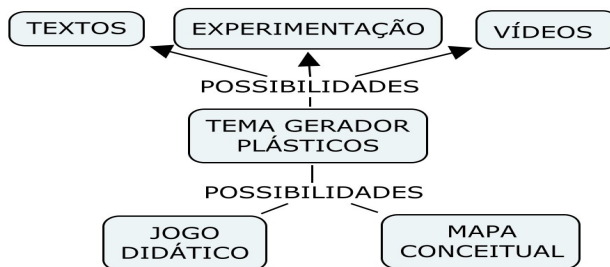 TEXTOS
EXPERIMENTAÇÃO
VÍDEOS
POSSIBILIDADES
TEMA GERADOR
PLÁSTICOS
POSSIBILIDADES
JOGO
DIDÁTICO
MAPA
CONCEITUAL